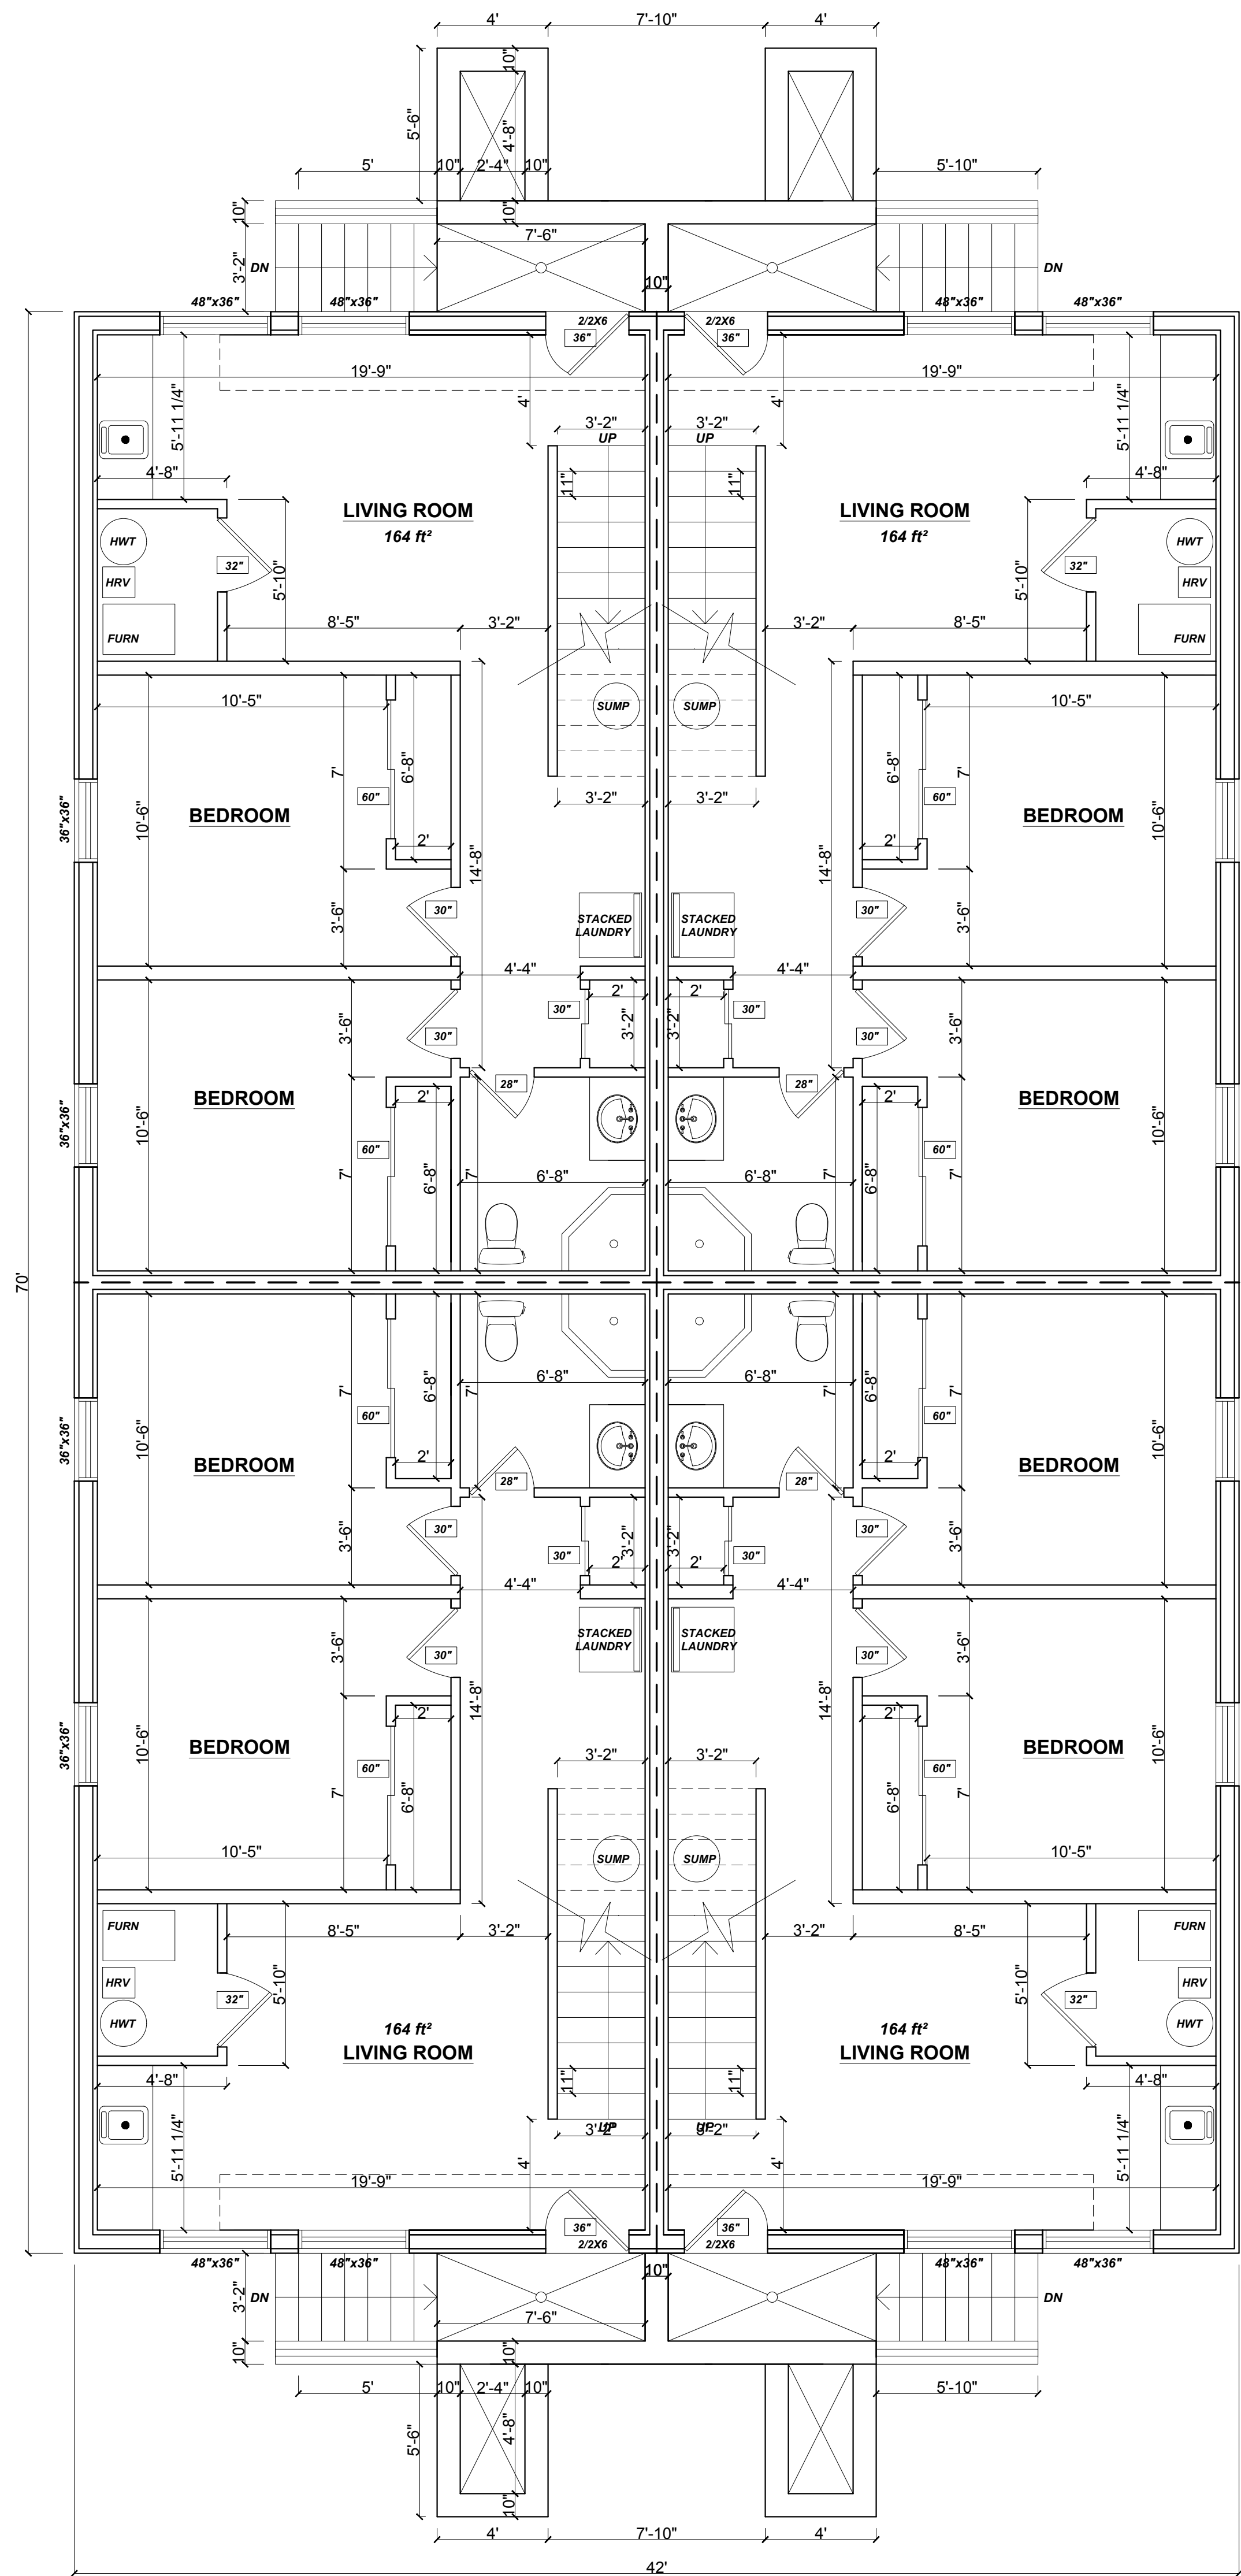 4' 7'-10" 4'
10"
5'-6" 4'-8"
5' 10" 2'-4" 10" 5'-10"
10" 10"
7'-6"
3'-2" DN DN
10"
48"x36" 48"x36" 48"x36" 48"x36"
2/2X6 2/2X6
36" 36"
19'-9" 19'-9"
4' 4'
5'-11 1/4" 3'-2" 3'-2" 5'-11 1/4"
UP UP
4'-8" 4'-8"
11" 11"
LIVING ROOM LIVING ROOM
164 ft² 164 ft²
HWT HWT
32" 32"
HRV 5'-10" 5'-10" HRV
8'-5" 3'-2" 3'-2" 8'-5"
FURN FURN
10'-5" SUMP SUMP 10'-5"
7' 6'-8" 6'-8" 7'
60" 3'-2" 3'-2" 60"
36"x36" 10'-6" BEDROOM BEDROOM 10'-6"
2' 2'
14'-8" 14'-8"
30" 30"
3'-6" STACKED STACKED 3'-6"
LAUNDRY LAUNDRY
4'-4" 4'-4"
2' 2'
30" 30"
3'-6" 30" 3'-2" 3'-2" 30" 3'-6"
28" 28"
BEDROOM 2' 2' BEDROOM
36"x36" 10'-6" 10'-6"
60" 60"
7' 6'-8" 7' 6'-8" 6'-8" 7' 6'-8" 7'
70'
7' 6'-8" 7' 6'-8" 6'-8" 7' 6'-8" 7'
60" 60"
36"x36" 10'-6" 10'-6"
BEDROOM 2' 2' BEDROOM
28" 28"
3'-6" 30" 3'-2" 3'-2" 30" 3'-6"
30" 30"
2' 2'
4'-4" 4'-4"
STACKED STACKED
LAUNDRY LAUNDRY
3'-6" 30" 30" 3'-6"
14'-8" 14'-8"
2' 2'
36"x36" 10'-6" BEDROOM BEDROOM 10'-6"
60" 3'-2" 3'-2" 60"
7' 6'-8" 6'-8" 7'
10'-5" SUMP SUMP 10'-5"
FURN FURN
8'-5" 3'-2" 3'-2" 8'-5"
HRV 5'-10" 5'-10" HRV
32" 32"
HWT HWT
164 ft² 164 ft²
LIVING ROOM LIVING ROOM
11" 11"
4'-8" 4'-8"
UP UP
5'-11 1/4" 3'-2" 3'-2" 5'-11 1/4"
4' 4'
19'-9" 19'-9"
36" 36"
2/2X6 2/2X6
48"x36" 48"x36" 48"x36" 48"x36"
10"
3'-2" DN DN
7'-6"
10" 10"
5' 10" 2'-4" 10" 5'-10"
5'-6" 4'-8"
10"
4' 7'-10" 4'
42'